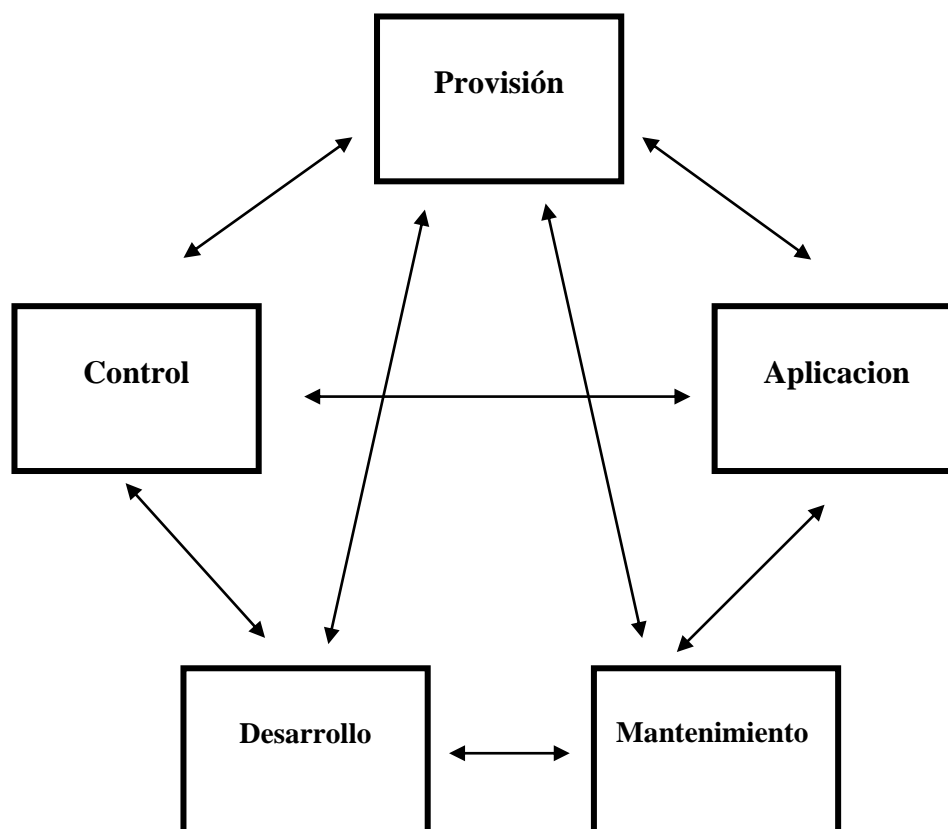 Provisión
Control
Aplicacion
Desarrollo
Mantenimiento